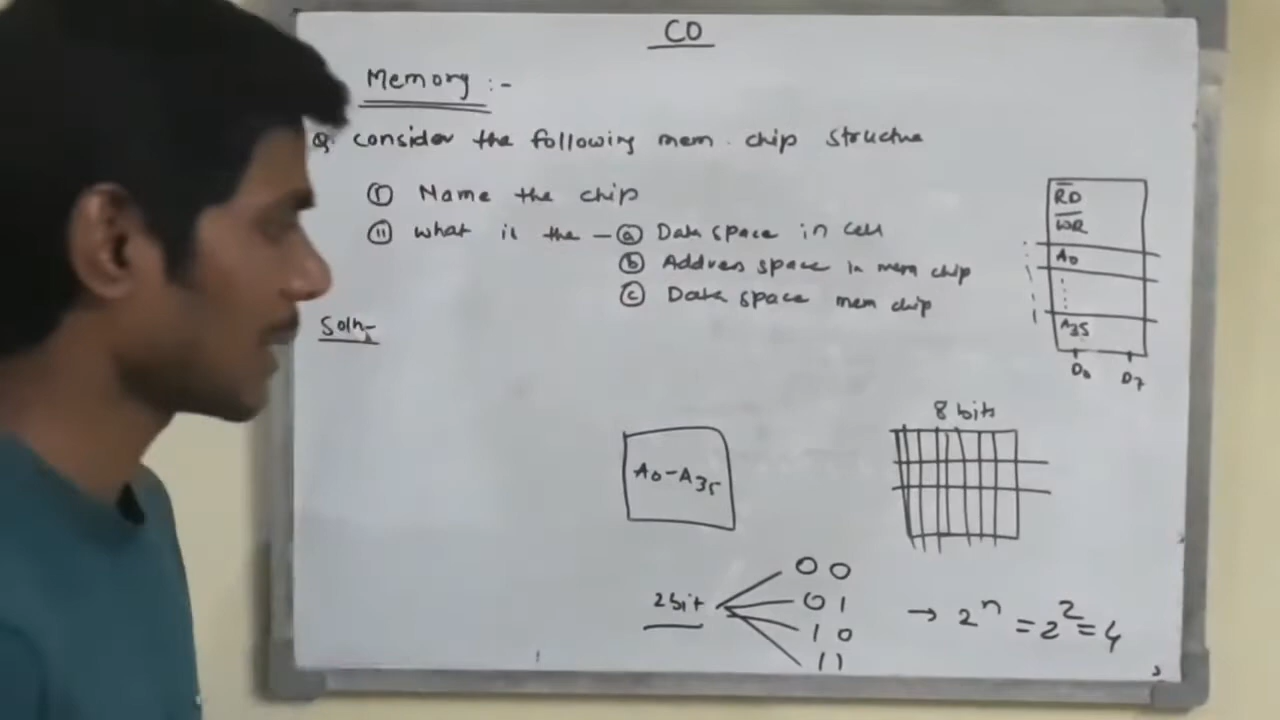 CO
Memory :-
Q. consider the following mem. chip structure
(I) Name the chip
(II) what is the - (a) Data space in cell
(b) Address space in mem chip
(c) Data space mem chip
Soln:-
RD
WR
A0
A35
D0 D7
8 bits
A0-A35
2bit
00
01
10
11
→ 2^n = 2^2 = 4